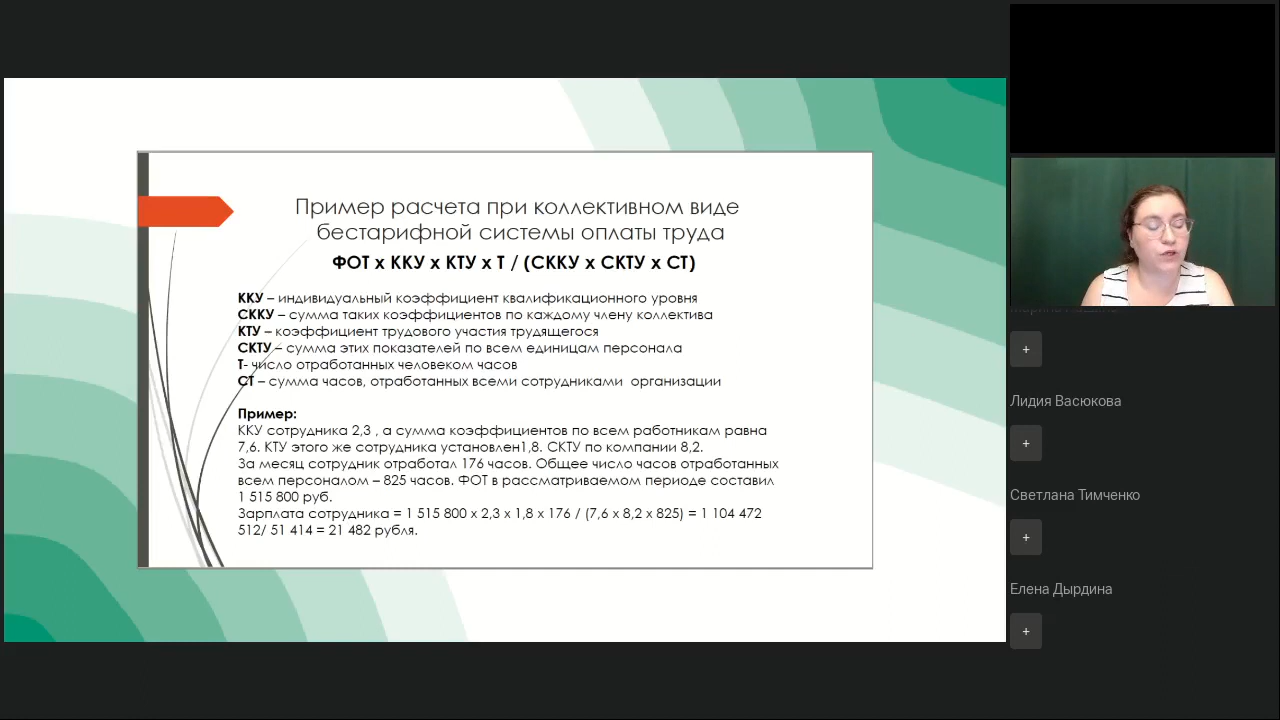 Пример расчета при коллективном виде
бестарифной системы оплаты труда
ФОТ х ККУ х КТУ х Т / (СККУ х СКТУ х СТ)
ККУ – индивидуальный коэффициент квалификационного уровня
СККУ – сумма таких коэффициентов по каждому члену коллектива
КТУ – коэффициент трудового участия трудящегося
СКТУ – сумма этих показателей по всем единицам персонала
Т- число отработанных человеком часов
СТ – сумма часов, отработанных всеми сотрудниками организации
Пример:
ККУ сотрудника 2,3 , а сумма коэффициентов по всем работникам равна
7,6. КТУ этого же сотрудника установлен1,8. СКТУ по компании 8,2.
За месяц сотрудник отработал 176 часов. Общее число часов отработанных
всем персоналом – 825 часов. ФОТ в рассматриваемом периоде составил
1 515 800 руб.
Зарплата сотрудника = 1 515 800 х 2,3 х 1,8 х 176 / (7,6 х 8,2 х 825) = 1 104 472
512/ 51 414 = 21 482 рубля.
+
Лидия Васюкова
+
Светлана Тимченко
+
Елена Дырдина
+